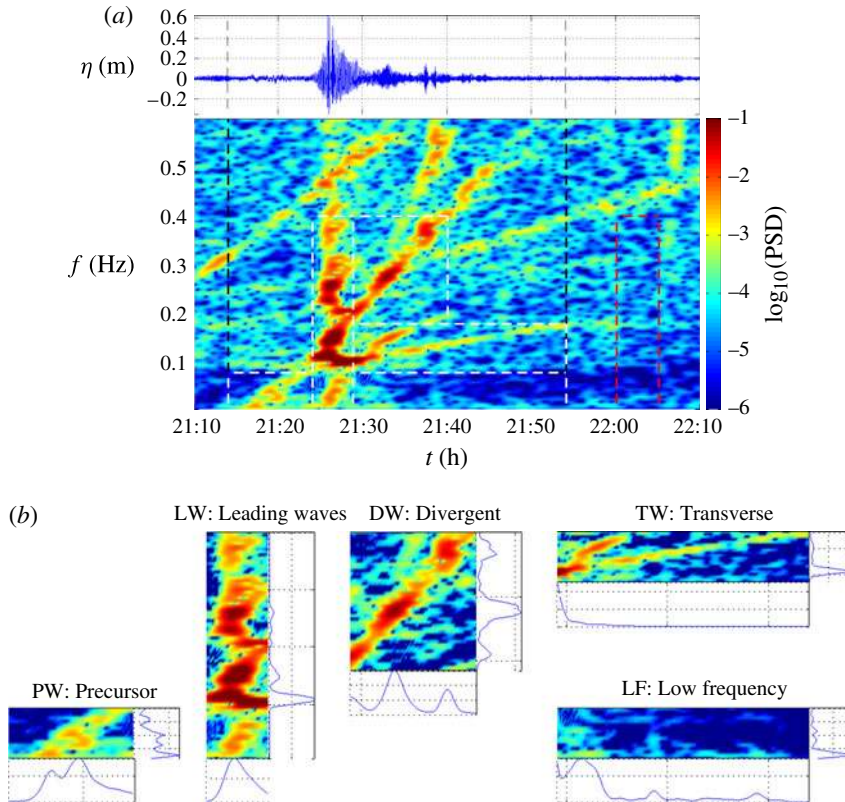 (a)
0.6
0.4
0.2
0
−0.2
η (m)
0.5
0.4
0.3
0.2
0.1
f (Hz)
21:10 21:20 21:30 21:40 21:50 22:00 22:10
t (h)
−1
−2
−3
−4
−5
−6
log10(PSD)
(b)
LW: Leading waves DW: Divergent TW: Transverse
PW: Precursor LF: Low frequency